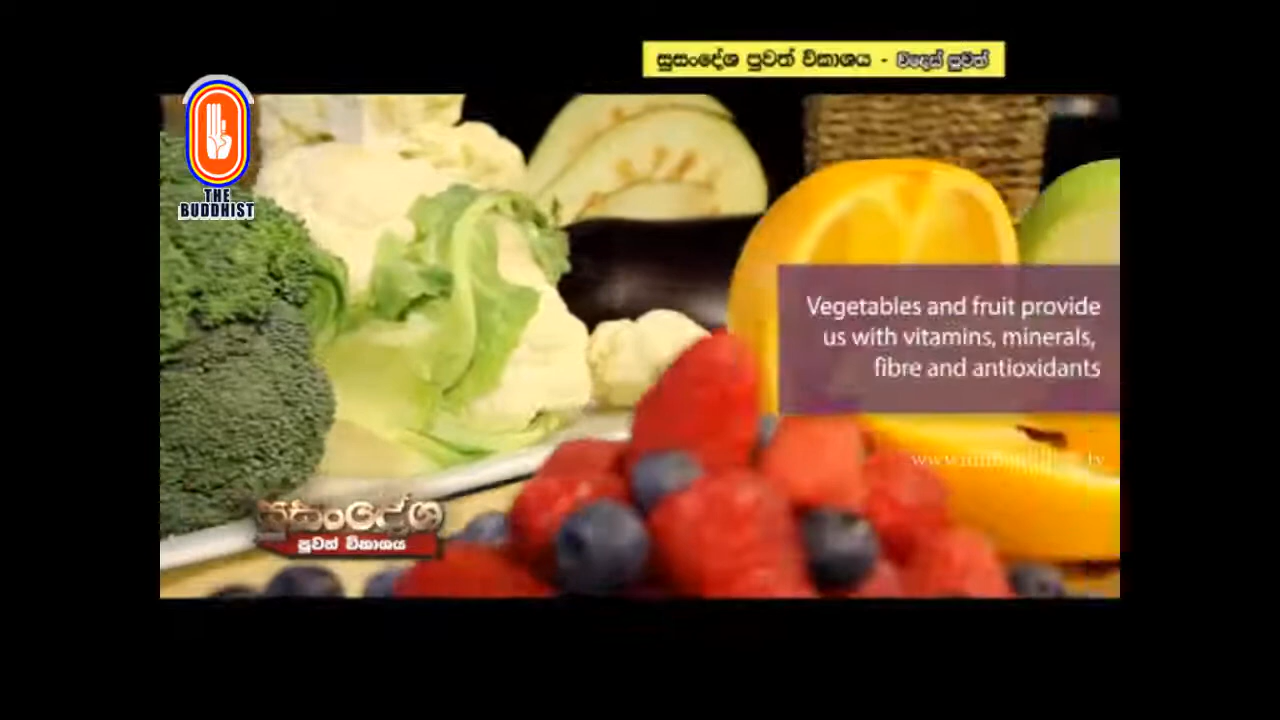 සුසංදේශ පුවත් විකාශය - විදෙස් පුවත්
THE
BUDDHIST
Vegetables and fruit provide
us with vitamins, minerals,
fibre and antioxidants
සුසංදේශ
පුවත් විකාශය